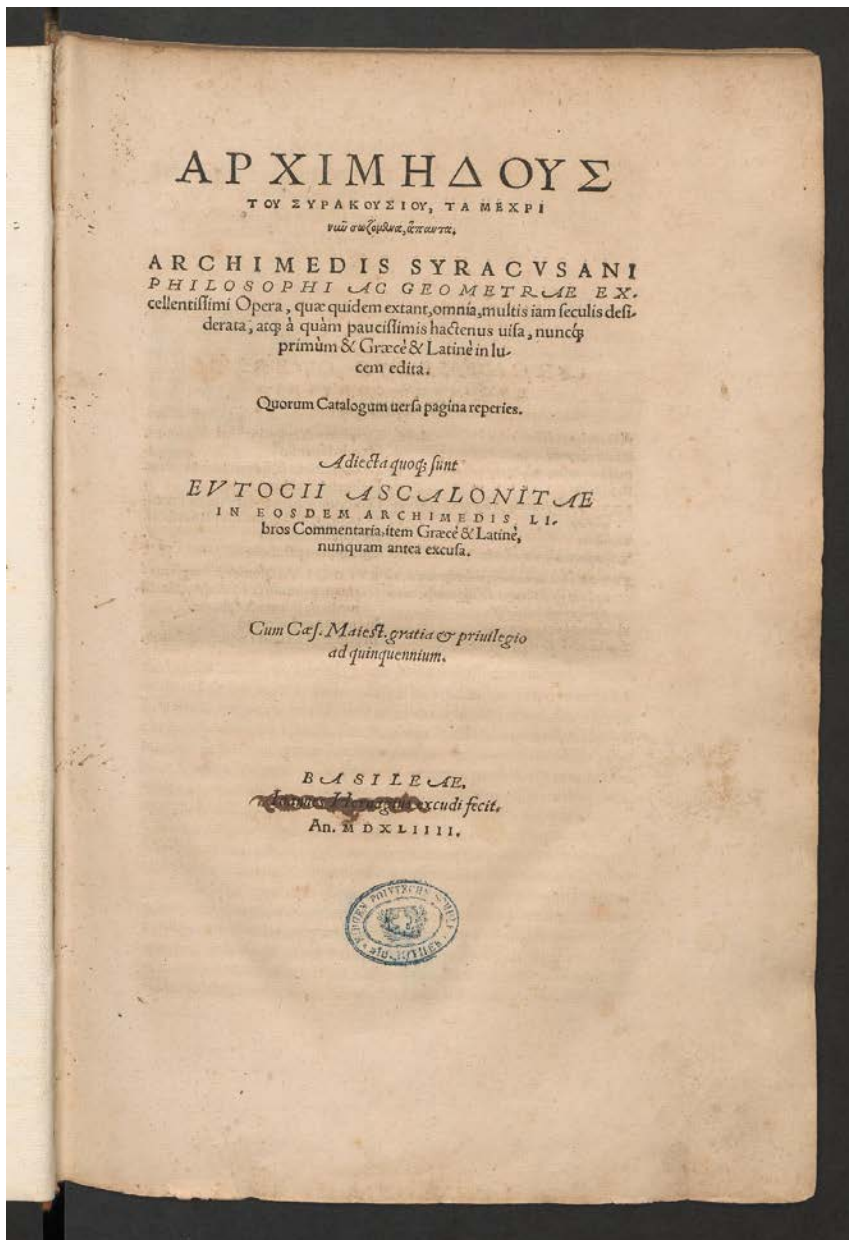 ΑΡΧΙΜΗΔΟΥΣ
ΤΟΥ ΣΥΡΑΚΟΥΣΙΟΥ, ΤΑ ΜΕΧΡΙ
νῦν σωζόμενα, ἅπαντα.
ARCHIMEDIS SYRACVSANI
PHILOSOPHI AC GEOMETRAE EX-
cellentißimi Opera, quæ quidem extant, omnia, multis iam seculis desi-
derata, atq; à quàm paucißimis hactenus uisa, nuncq;
primùm & Græcè & Latinè in lu-
cem edita.
Quorum Catalogum uersa pagina reperies.
Adiecta quoq; sunt
EVTOCII ASCALONITAE
IN EOSDEM ARCHIMEDIS LI-
bros Commentaria, item Græcè & Latinè,
nunquam antea excusa.
Cum Cæs. Maiest. gratia & priuilegio
ad quinquennium.
BASILEAE,
excudi fecit.
An. MDXLIIII.